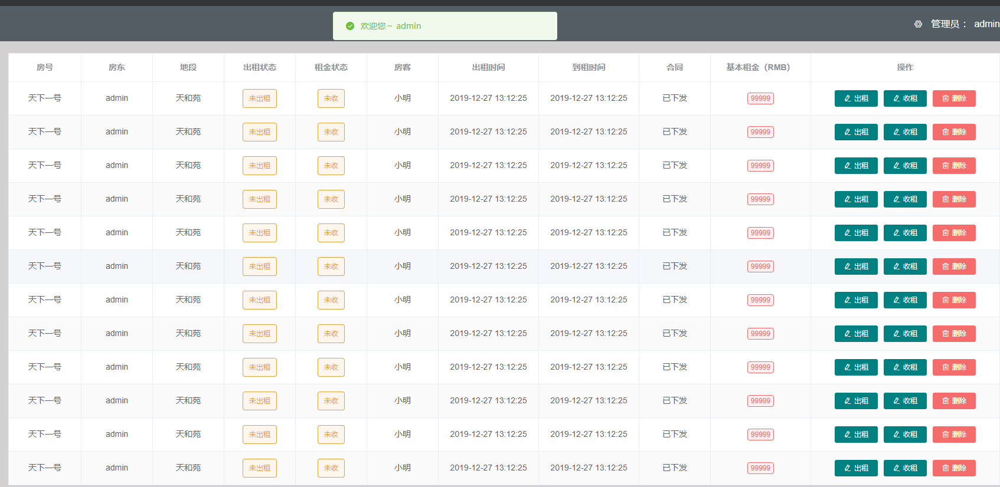 欢迎您~ admin
管理员： admin
房号 房东 地段 出租状态 租金状态 房客 出租时间 到租时间 合同 基本租金（RMB） 操作
天下一号 admin 天和苑 未出租 未收 小明 2019-12-27 13:12:25 2019-12-27 13:12:25 已下发 99999 出租 收租 删除
天下一号 admin 天和苑 未出租 未收 小明 2019-12-27 13:12:25 2019-12-27 13:12:25 已下发 99999 出租 收租 删除
天下一号 admin 天和苑 未出租 未收 小明 2019-12-27 13:12:25 2019-12-27 13:12:25 已下发 99999 出租 收租 删除
天下一号 admin 天和苑 未出租 未收 小明 2019-12-27 13:12:25 2019-12-27 13:12:25 已下发 99999 出租 收租 删除
天下一号 admin 天和苑 未出租 未收 小明 2019-12-27 13:12:25 2019-12-27 13:12:25 已下发 99999 出租 收租 删除
天下一号 admin 天和苑 未出租 未收 小明 2019-12-27 13:12:25 2019-12-27 13:12:25 已下发 99999 出租 收租 删除
天下一号 admin 天和苑 未出租 未收 小明 2019-12-27 13:12:25 2019-12-27 13:12:25 已下发 99999 出租 收租 删除
天下一号 admin 天和苑 未出租 未收 小明 2019-12-27 13:12:25 2019-12-27 13:12:25 已下发 99999 出租 收租 删除
天下一号 admin 天和苑 未出租 未收 小明 2019-12-27 13:12:25 2019-12-27 13:12:25 已下发 99999 出租 收租 删除
天下一号 admin 天和苑 未出租 未收 小明 2019-12-27 13:12:25 2019-12-27 13:12:25 已下发 99999 出租 收租 删除
天下一号 admin 天和苑 未出租 未收 小明 2019-12-27 13:12:25 2019-12-27 13:12:25 已下发 99999 出租 收租 删除
天下一号 admin 天和苑 未出租 未收 小明 2019-12-27 13:12:25 2019-12-27 13:12:25 已下发 99999 出租 收租 删除